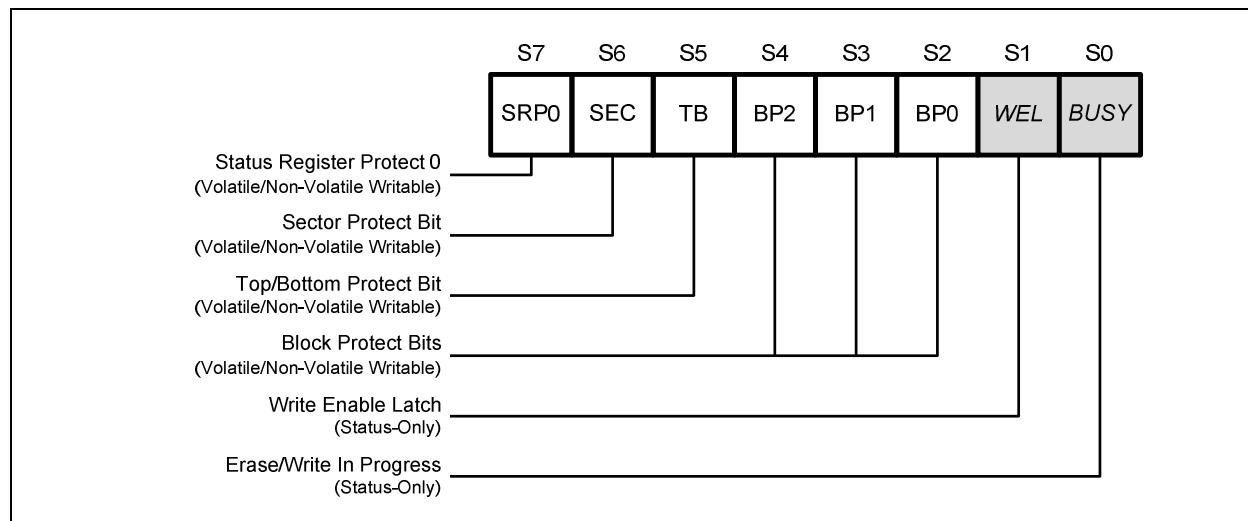 S7 S6 S5 S4 S3 S2 S1 S0
SRP0 SEC TB BP2 BP1 BP0 WEL BUSY
Status Register Protect 0
(Volatile/Non-Volatile Writable)
Sector Protect Bit
(Volatile/Non-Volatile Writable)
Top/Bottom Protect Bit
(Volatile/Non-Volatile Writable)
Block Protect Bits
(Volatile/Non-Volatile Writable)
Write Enable Latch
(Status-Only)
Erase/Write In Progress
(Status-Only)